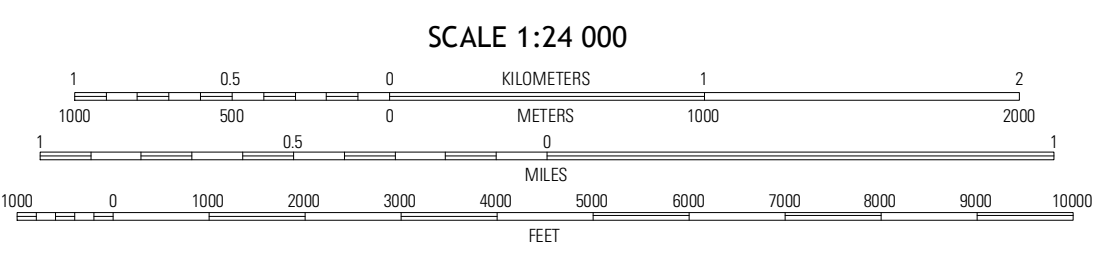 SCALE 1:24 000
1 0.5 0 KILOMETERS 1 2
1000 500 0 METERS 1000 2000
1 0.5 0 1
MILES
1000 0 1000 2000 3000 4000 5000 6000 7000 8000 9000 10000
FEET